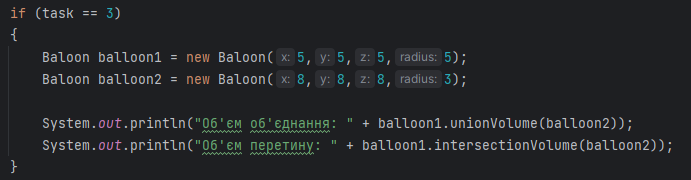 if (task == 3)
{
Baloon balloon1 = new Baloon( x: 5, y: 5, z: 5, radius: 5);
Baloon balloon2 = new Baloon( x: 8, y: 8, z: 8, radius: 3);
System.out.println("Об'єм об'єднання: " + balloon1.unionVolume(balloon2));
System.out.println("Об'єм перетину: " + balloon1.intersectionVolume(balloon2));
}